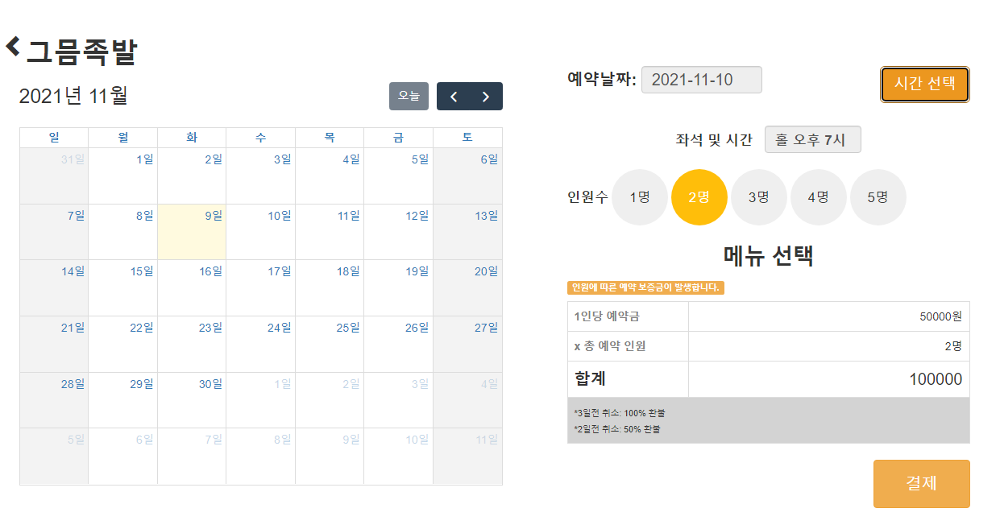 그믐족발
2021년 11월
오늘
일 월 화 수 목 금 토
31일 1일 2일 3일 4일 5일 6일
7일 8일 9일 10일 11일 12일 13일
14일 15일 16일 17일 18일 19일 20일
21일 22일 23일 24일 25일 26일 27일
28일 29일 30일 1일 2일 3일 4일
5일 6일 7일 8일 9일 10일 11일
예약날짜: 2021-11-10
시간 선택
좌석 및 시간 홀 오후 7시
인원수 1명 2명 3명 4명 5명
메뉴 선택
인원에 따른 예약 보증금이 발생합니다.
1인당 예약금 50000원
x 총 예약 인원 2명
합계 100000
*3일전 취소: 100% 환불
*2일전 취소: 50% 환불
결제